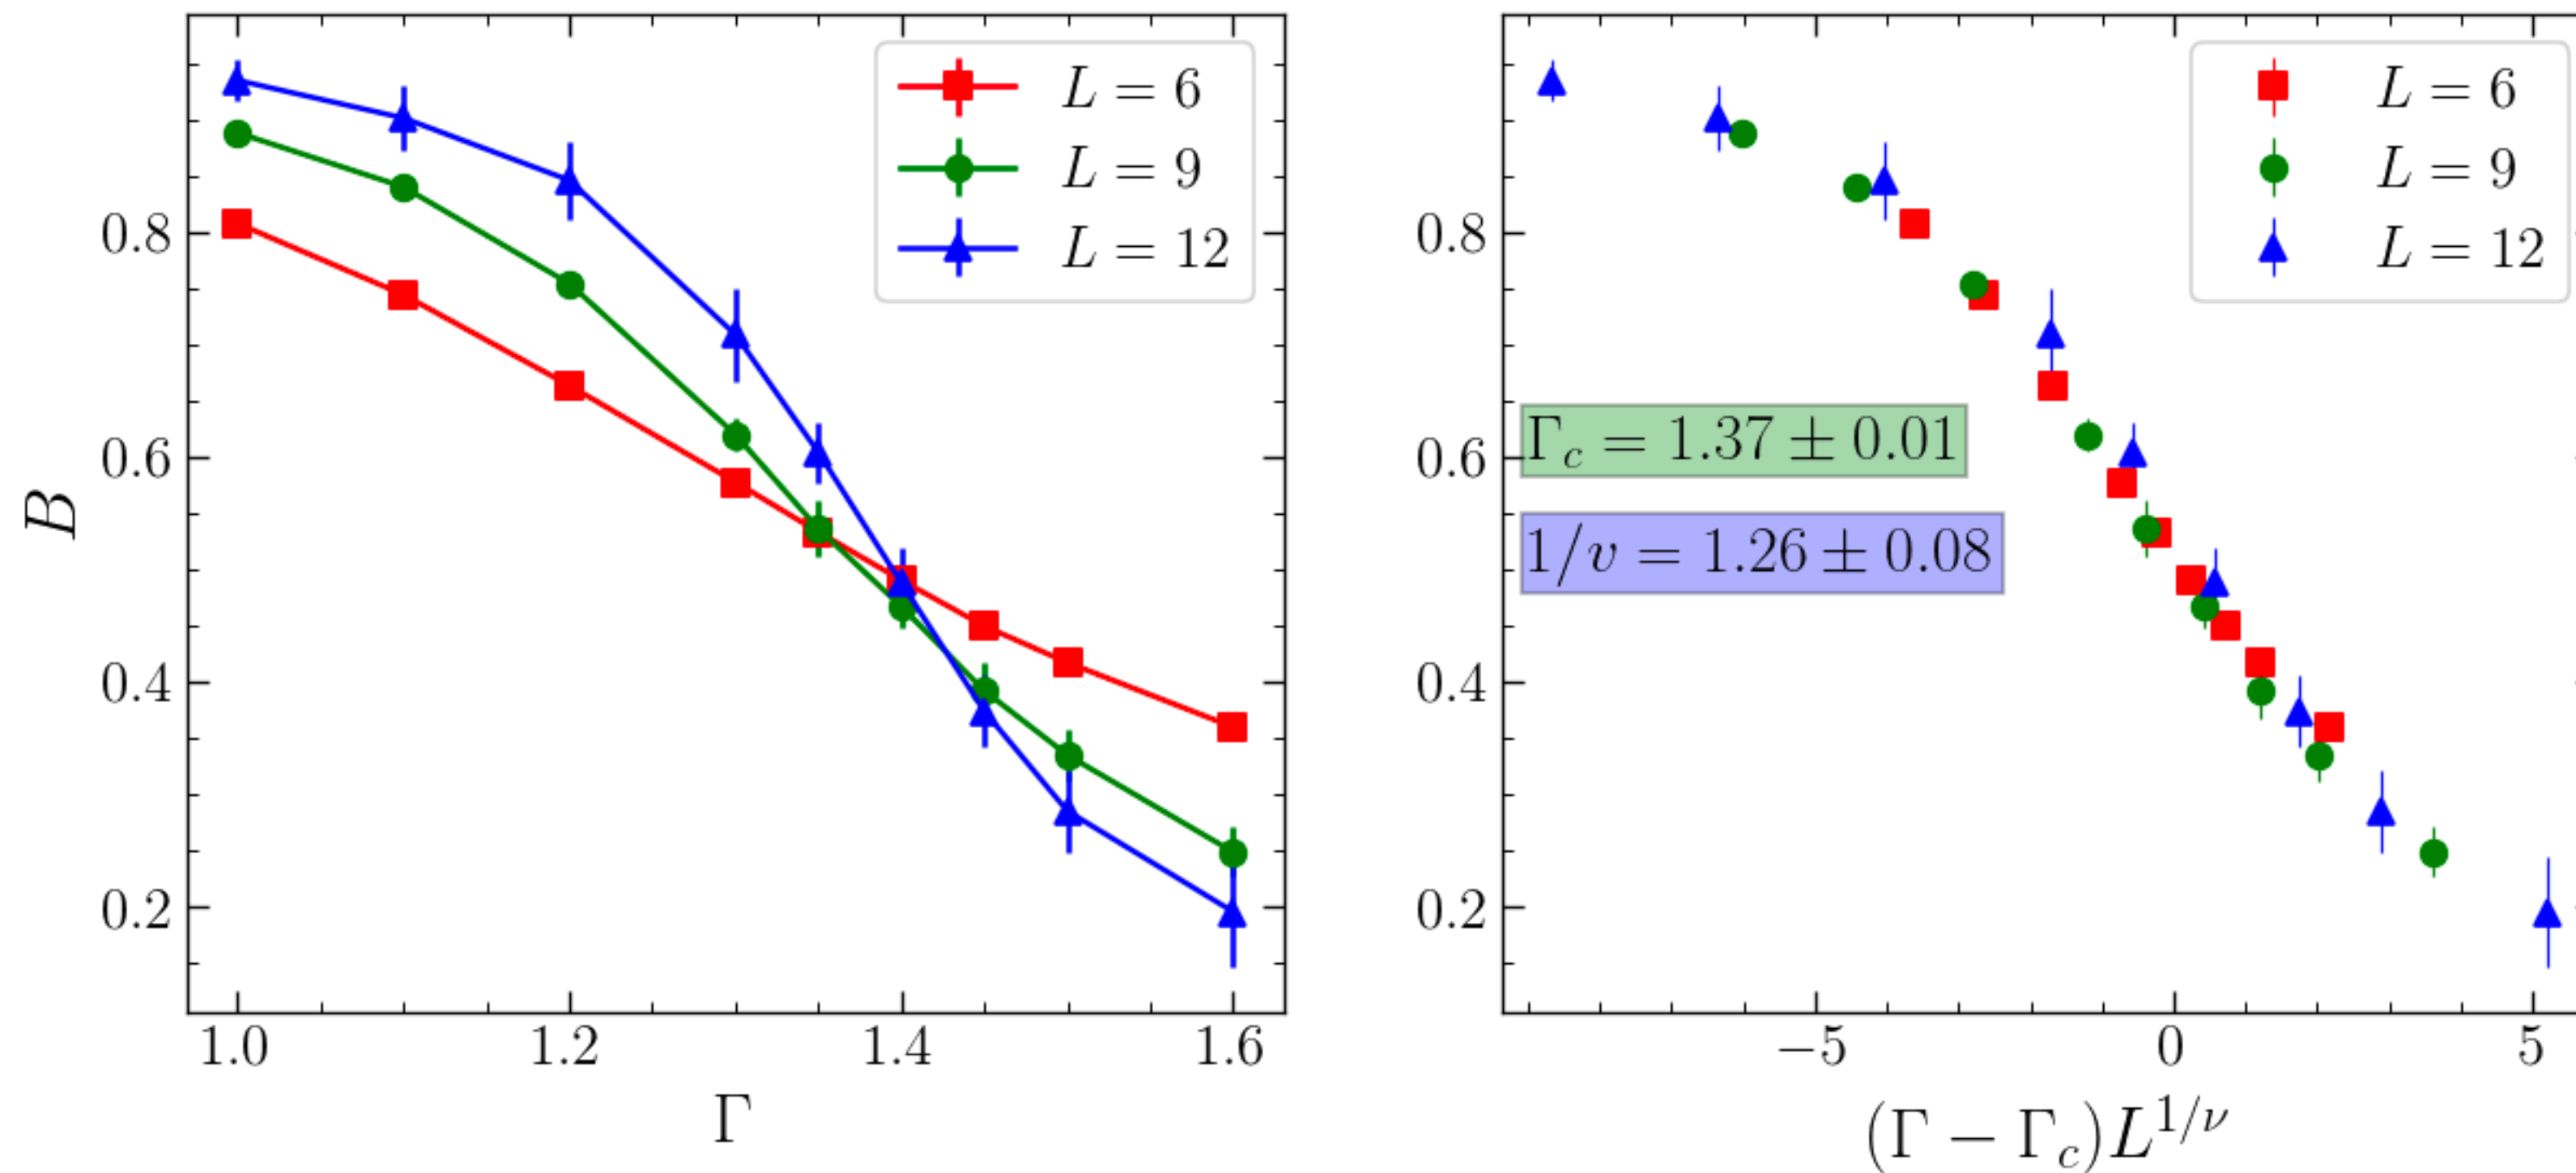 B
0.8
0.6
0.4
0.2
1.0 1.2 1.4 1.6
Γ
L = 6
L = 9
L = 12
0.8
0.6
0.4
0.2
−5 0 5
(Γ − Γ_c)L^{1/ν}
L = 6
L = 9
L = 12
Γ_c = 1.37 ± 0.01
1/v = 1.26 ± 0.08